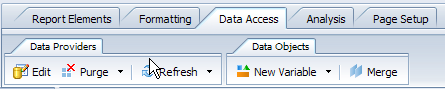 Report Elements Formatting Data Access Analysis Page Setup
Data Providers Data Objects
Edit Purge Refresh New Variable Merge